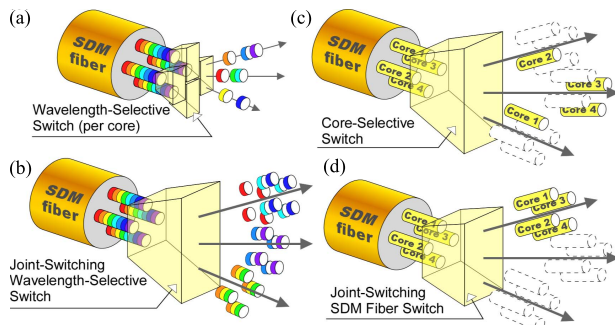 (a)
SDM
fiber
Wavelength-Selective
Switch (per core)
(b)
SDM
fiber
Joint-Switching
Wavelength-Selective
Switch
(c)
SDM
fiber
Core 1
Core 3
Core 2
Core 4
Core 2
Core 3
Core 4
Core 1
Core-Selective
Switch
(d)
SDM
fiber
Core 1
Core 3
Core 2
Core 4
Core 1
Core 3
Core 2
Core 4
Joint-Switching
SDM Fiber Switch